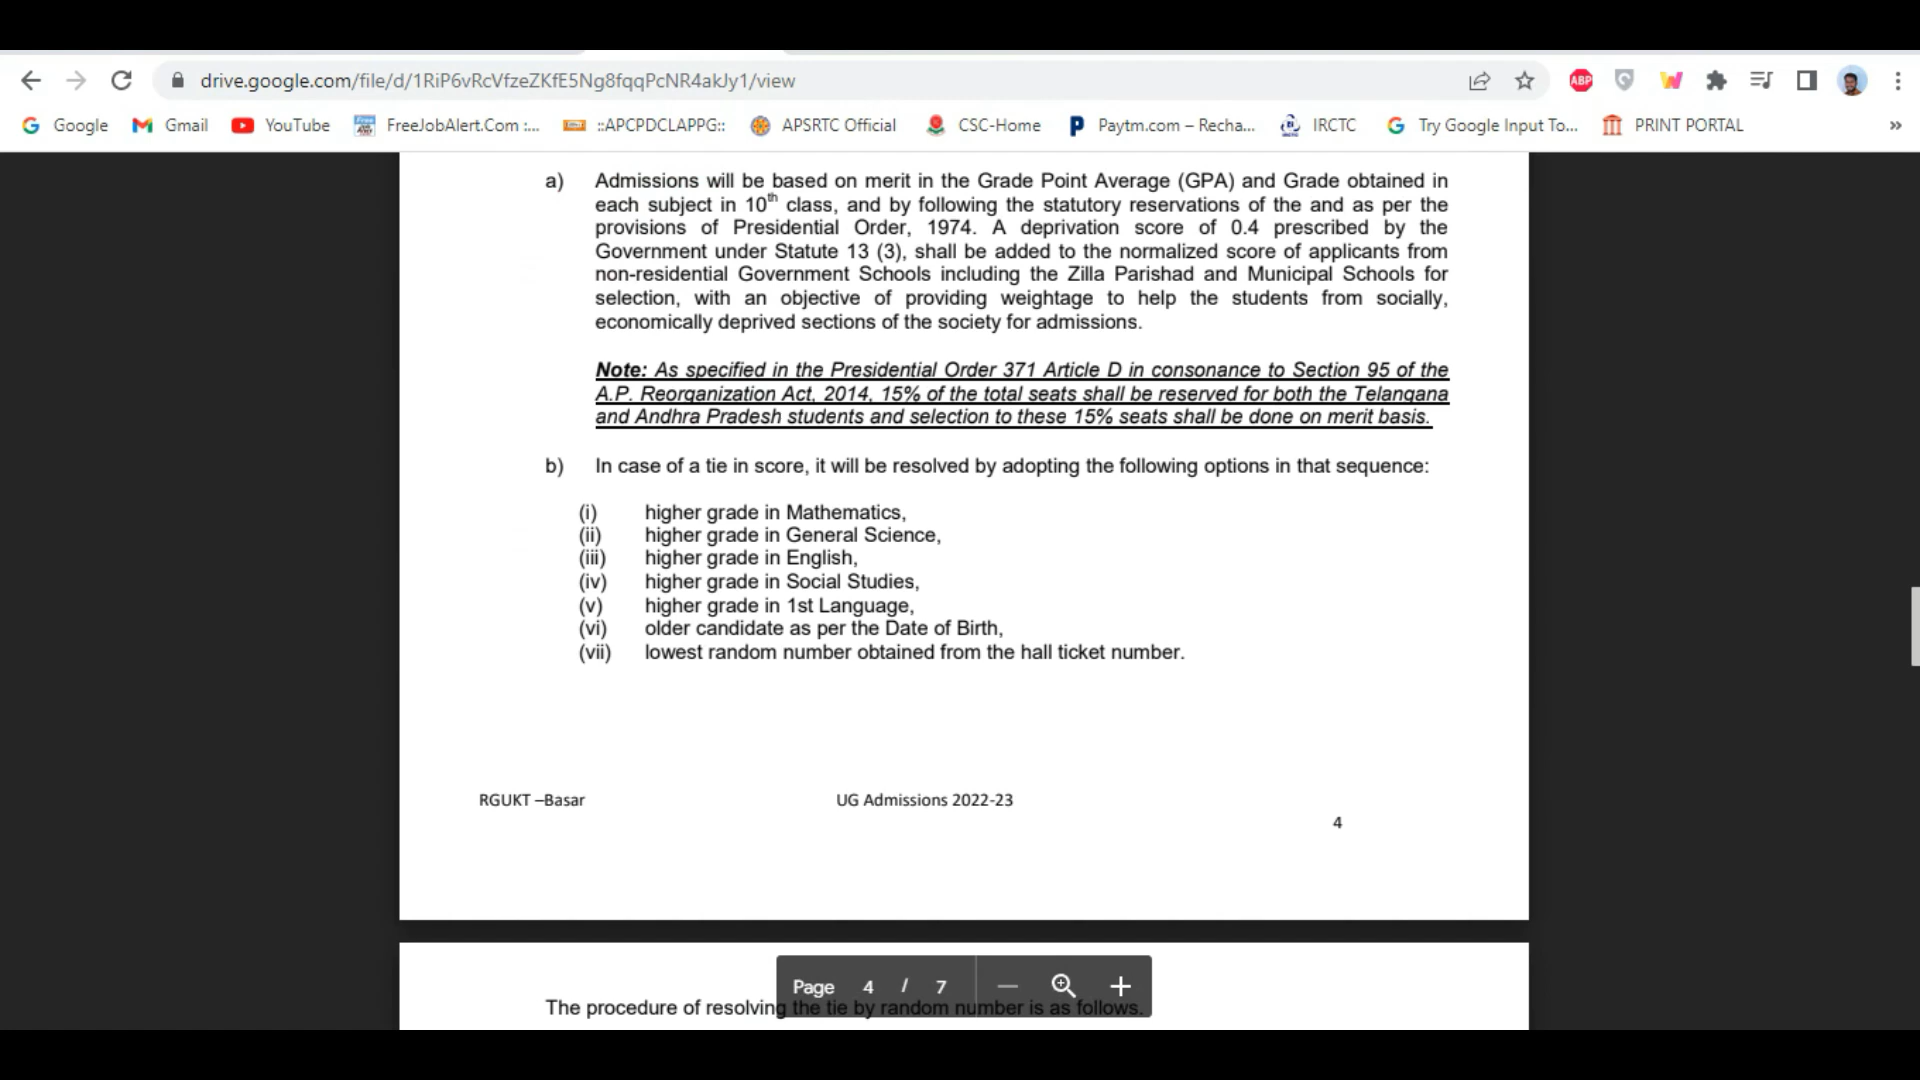 drive.google.com/file/d/1RiP6vRcVfzeZKfE5Ng8fqqPcNR4akJy1/view
ABP
Google Gmail YouTube FreeJobAlert.Com :... ::APCPDCLAPPG:: APSRTC Official CSC-Home Paytm.com – Recha... IRCTC Try Google Input To... PRINT PORTAL »
a) Admissions will be based on merit in the Grade Point Average (GPA) and Grade obtained in
each subject in 10th class, and by following the statutory reservations of the and as per the
provisions of Presidential Order, 1974. A deprivation score of 0.4 prescribed by the
Government under Statute 13 (3), shall be added to the normalized score of applicants from
non-residential Government Schools including the Zilla Parishad and Municipal Schools for
selection, with an objective of providing weightage to help the students from socially,
economically deprived sections of the society for admissions.
Note: As specified in the Presidential Order 371 Article D in consonance to Section 95 of the
A.P. Reorganization Act, 2014, 15% of the total seats shall be reserved for both the Telangana
and Andhra Pradesh students and selection to these 15% seats shall be done on merit basis.
b) In case of a tie in score, it will be resolved by adopting the following options in that sequence:
(i) higher grade in Mathematics,
(ii) higher grade in General Science,
(iii) higher grade in English,
(iv) higher grade in Social Studies,
(v) higher grade in 1st Language,
(vi) older candidate as per the Date of Birth,
(vii) lowest random number obtained from the hall ticket number.
RGUKT –Basar UG Admissions 2022-23
4
Page 4 / 7
The procedure of resolving the tie by random number is as follows.